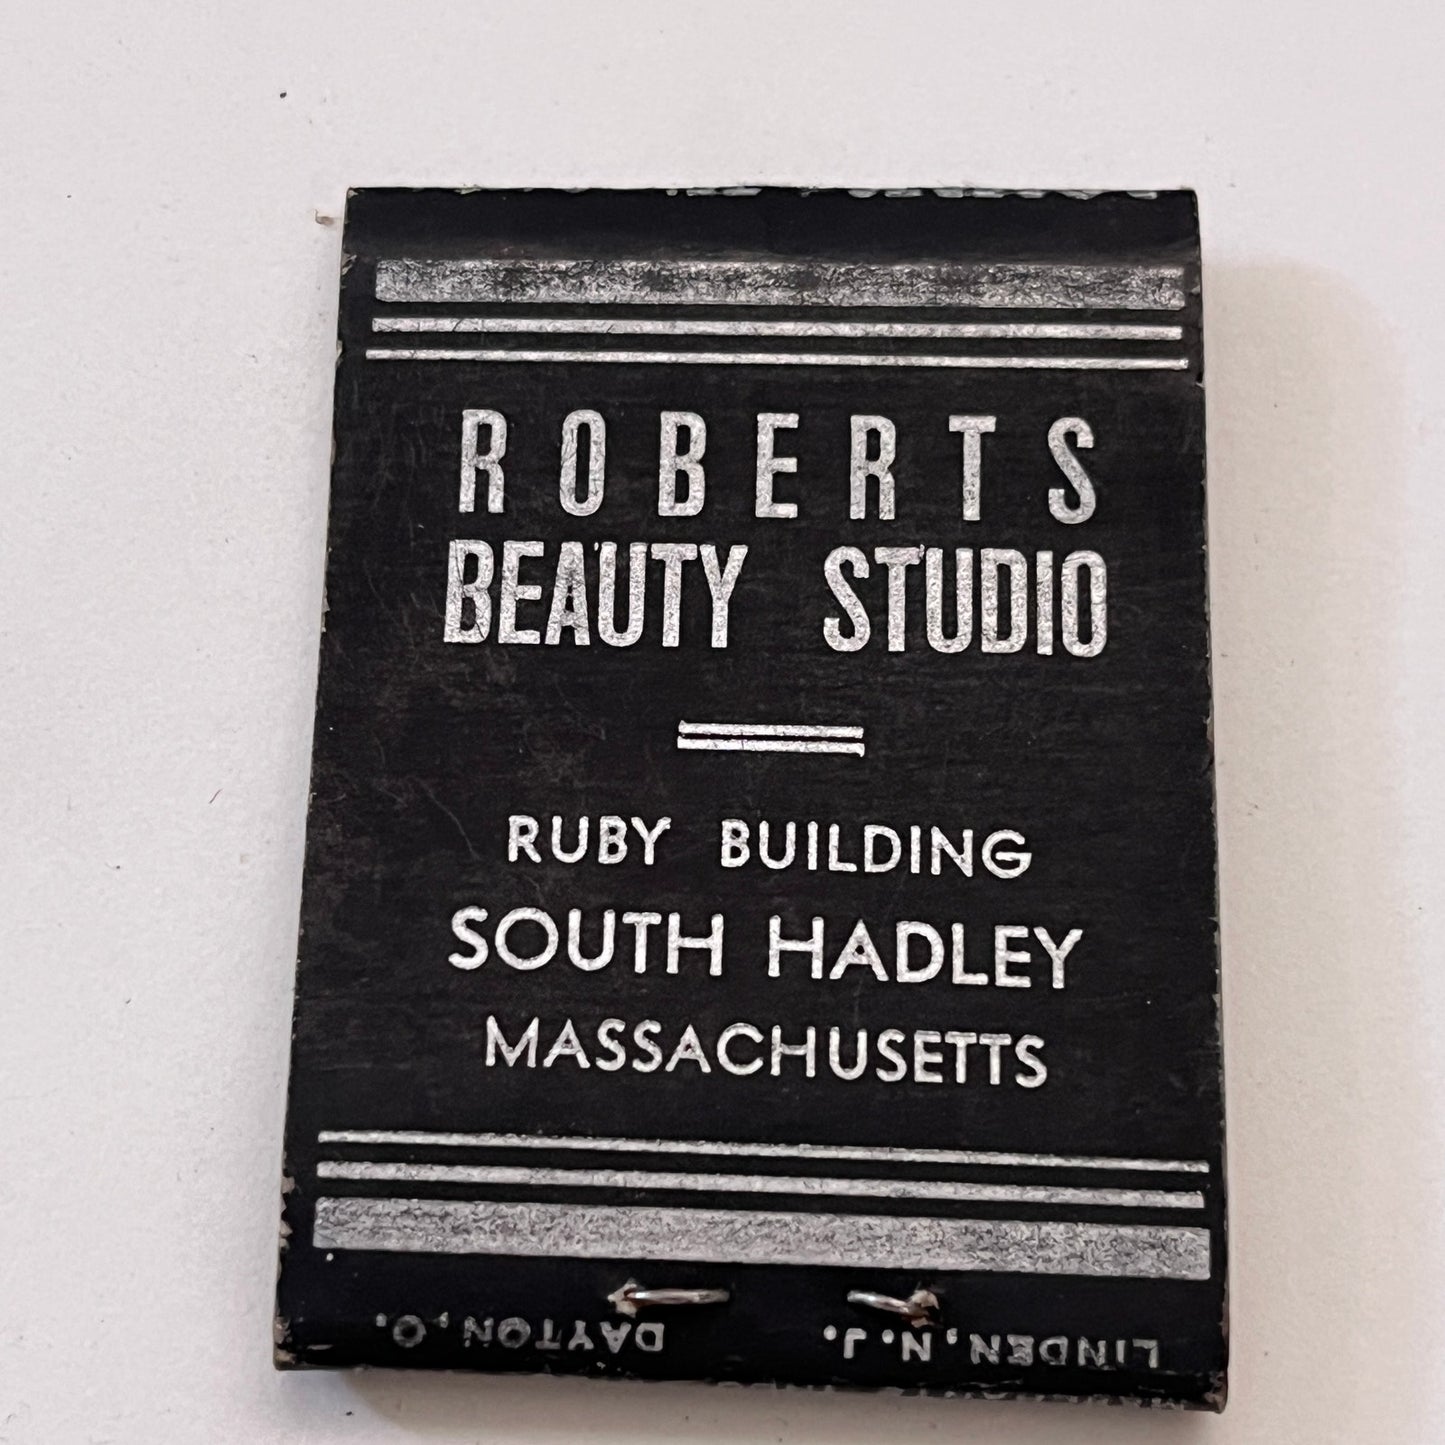 ROBERTS
BEAUTY STUDIO
RUBY BUILDING
SOUTH HADLEY
MASSACHUSETTS
LINDEN, N. J.
DAYTON, O.